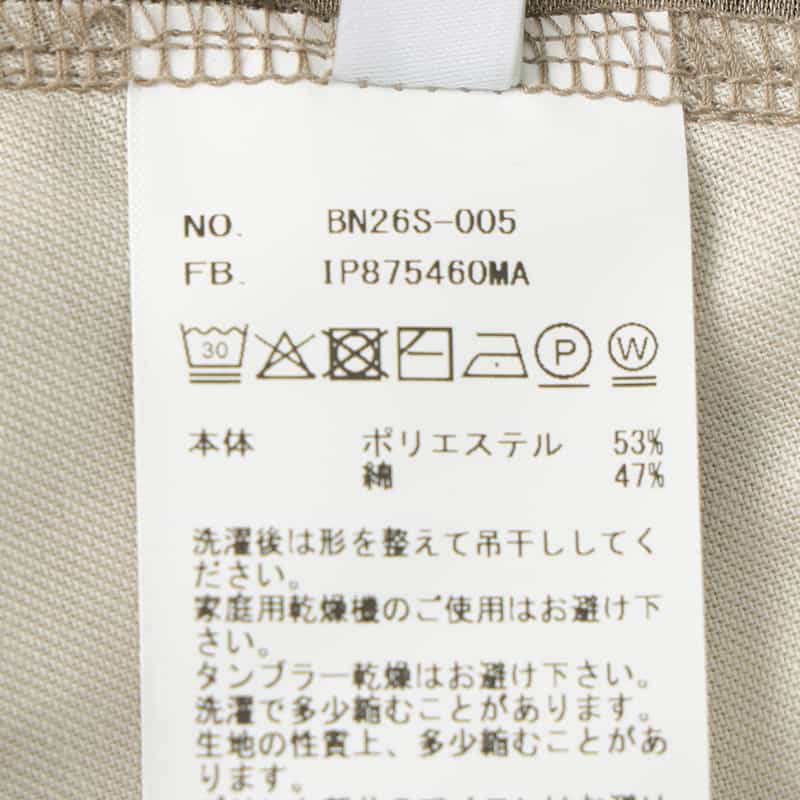 NO. BN26S-005
FB. IP875460MA
30 P W
本体 ポリエステル 53%
綿 47%
洗濯後は形を整えて吊干ししてく
ださい。
家庭用乾燥機のご使用はお避け下
さい。
タンブラー乾燥はお避け下さい。
洗濯で多少縮むことがあります。
生地の性質上、多少縮むことがあ
ります。